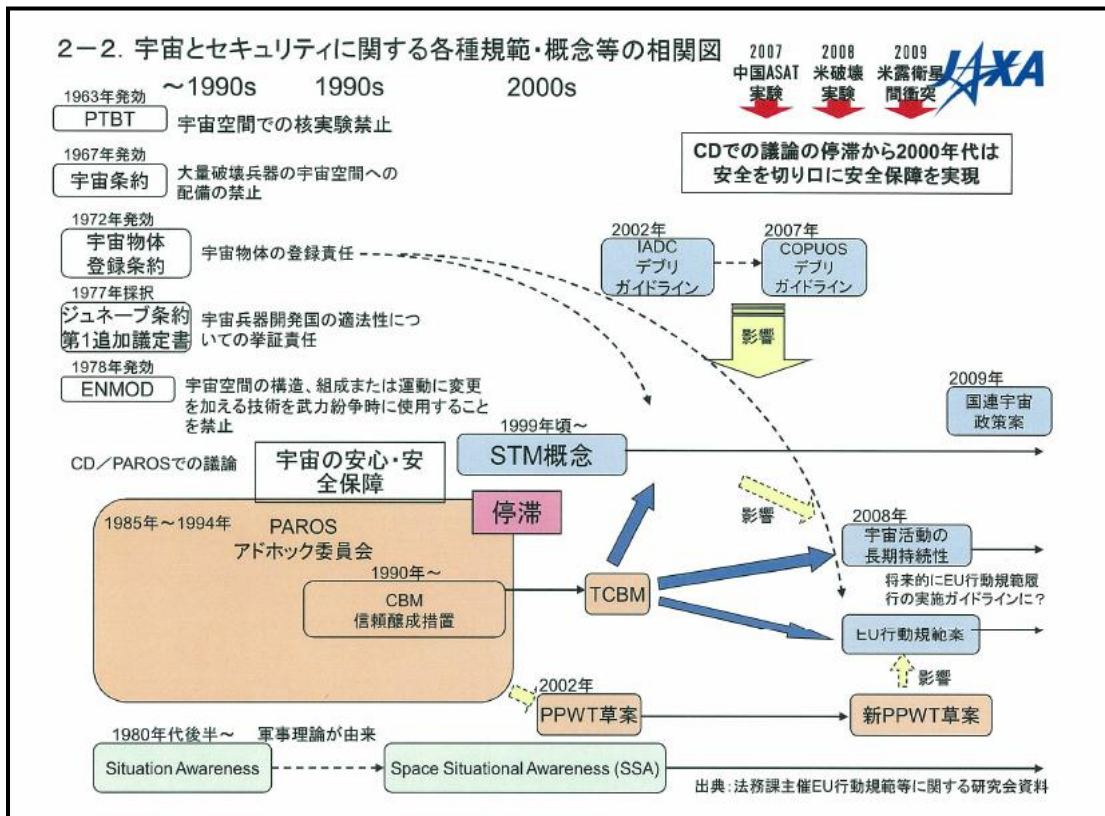 2-2. 宇宙とセキュリティに関する各種規範・概念等の相関図
～1990s
1990s
2000s
2007
中国ASAT
実験
2008
米破壊
実験
2009
米露衛星
間衝突
JAXA
CDでの議論の停滞から2000年代は
安全を切り口に安全保障を実現
1963年発効
PTBT
宇宙空間での核実験禁止
1967年発効
宇宙条約
大量破壊兵器の宇宙空間への
配備の禁止
1972年発効
宇宙物体
登録条約
宇宙物体の登録責任
1977年採択
ジュネーブ条約
第1追加議定書
宇宙兵器開発国の適法性につ
いての挙証責任
1978年発効
ENMOD
宇宙空間の構造、組成または運動に変更
を加える技術を武力紛争時に使用すること
を禁止
2002年
IADC
デブリ
ガイドライン
2007年
COPUOS
デブリ
ガイドライン
影響
2009年
国連宇宙
政策案
1999年頃～
STM概念
CD／PAROSでの議論
宇宙の安心・安
全保障
停滞
1985年～1994年
PAROS
アドホック委員会
1990年～
CBM
信頼醸成措置
TCBM
影響
2008年
宇宙活動の
長期持続性
将来的にEU行動規範履
行の実施ガイドラインに？
EU行動規範案
影響
2002年
PPWT草案
新PPWT草案
1980年代後半～
軍事理論が由来
Situation Awareness
Space Situational Awareness (SSA)
出典：法務課主催EU行動規範等に関する研究会資料